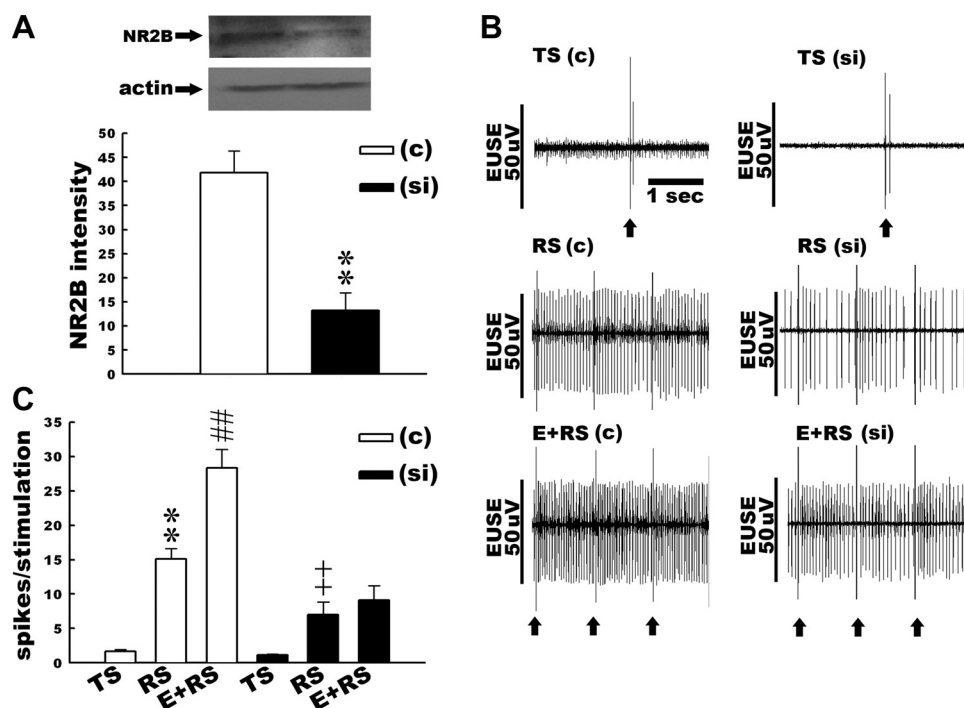 A
NR2B
actin
NR2B intensity
50
45
40
35
30
25
20
15
10
5
0
(c)
(si)
**
B
TS (c)
TS (si)
EUSE
50uV
EUSE
50uV
1 sec
RS (c)
RS (si)
EUSE
50uV
EUSE
50uV
E+RS (c)
E+RS (si)
EUSE
50uV
EUSE
50uV
C
spikes/stimulation
35
30
25
20
15
10
5
0
(c)
(si)
**
##
‡
TS RS E+RS TS RS E+RS